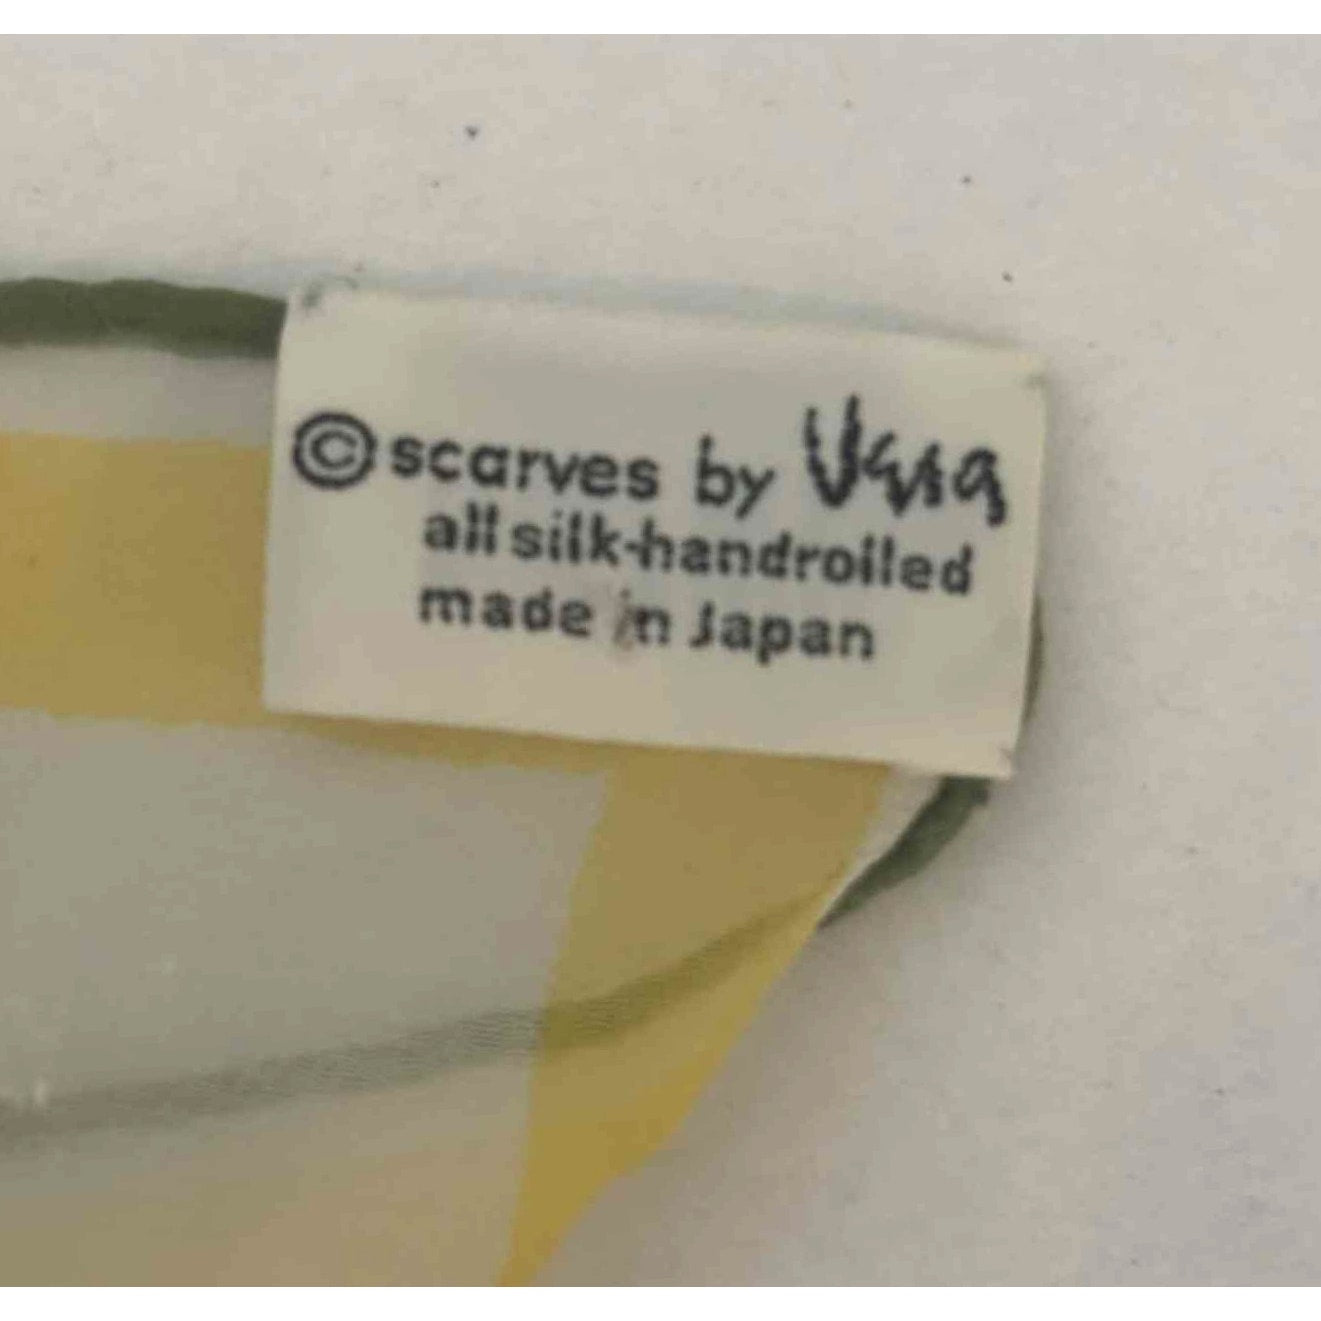 ©scarves by Vera
all silk-handrolled
made in Japan